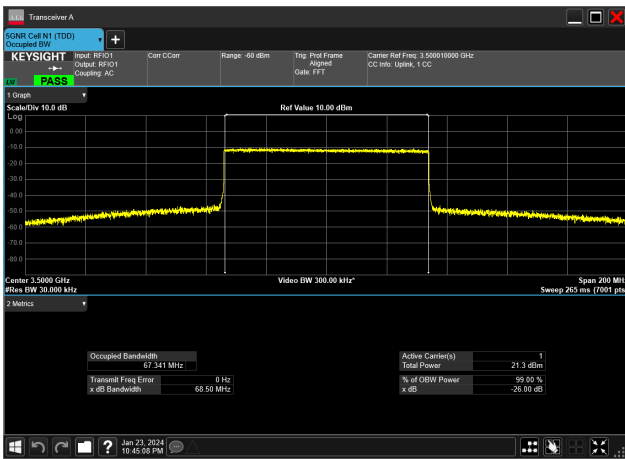 Transceiver A
5GNR Cell N1 (TDD)
Occupied BW
KEYSIGHT
Input: RFIO1
Output: RFIO1
Coupling: AC
Corr CCorr
Range: -60 dBm
Trig: Prot Frame
Aligned
Gate: FFT
Carrier Ref Freq: 3.500010000 GHz
CC Info: Uplink, 1 CC
PASS
1 Graph
Scale/Div 10.0 dB
Ref Value 10.00 dBm
Log
0.00
-10.0
-20.0
-30.0
-40.0
-50.0
-60.0
-70.0
-80.0
Center 3.5000 GHz
Video BW 300.00 kHz*
Span 200 MHz
#Res BW 30.000 kHz
Sweep 265 ms (7001 pts
2 Metrics
Occupied Bandwidth
67.341 MHz
Transmit Freq Error 0 Hz
x dB Bandwidth 68.50 MHz
Active Carrier(s) 1
Total Power 21.3 dBm
% of OBW Power 99.00 %
x dB -26.00 dB
?
Jan 23, 2024
10:45:08 PM